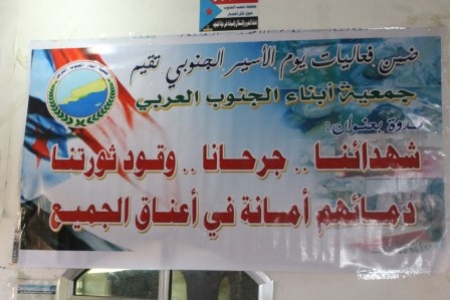 ضمن فعاليات يوم الأسير الجنوبي تقيم
جمعية أبناء الجنوب العربي
ندوة بعنوان:
شهدائنا .. جرحانا .. وقود ثورتنا
دمائهم أمانة في أعناق الجميع